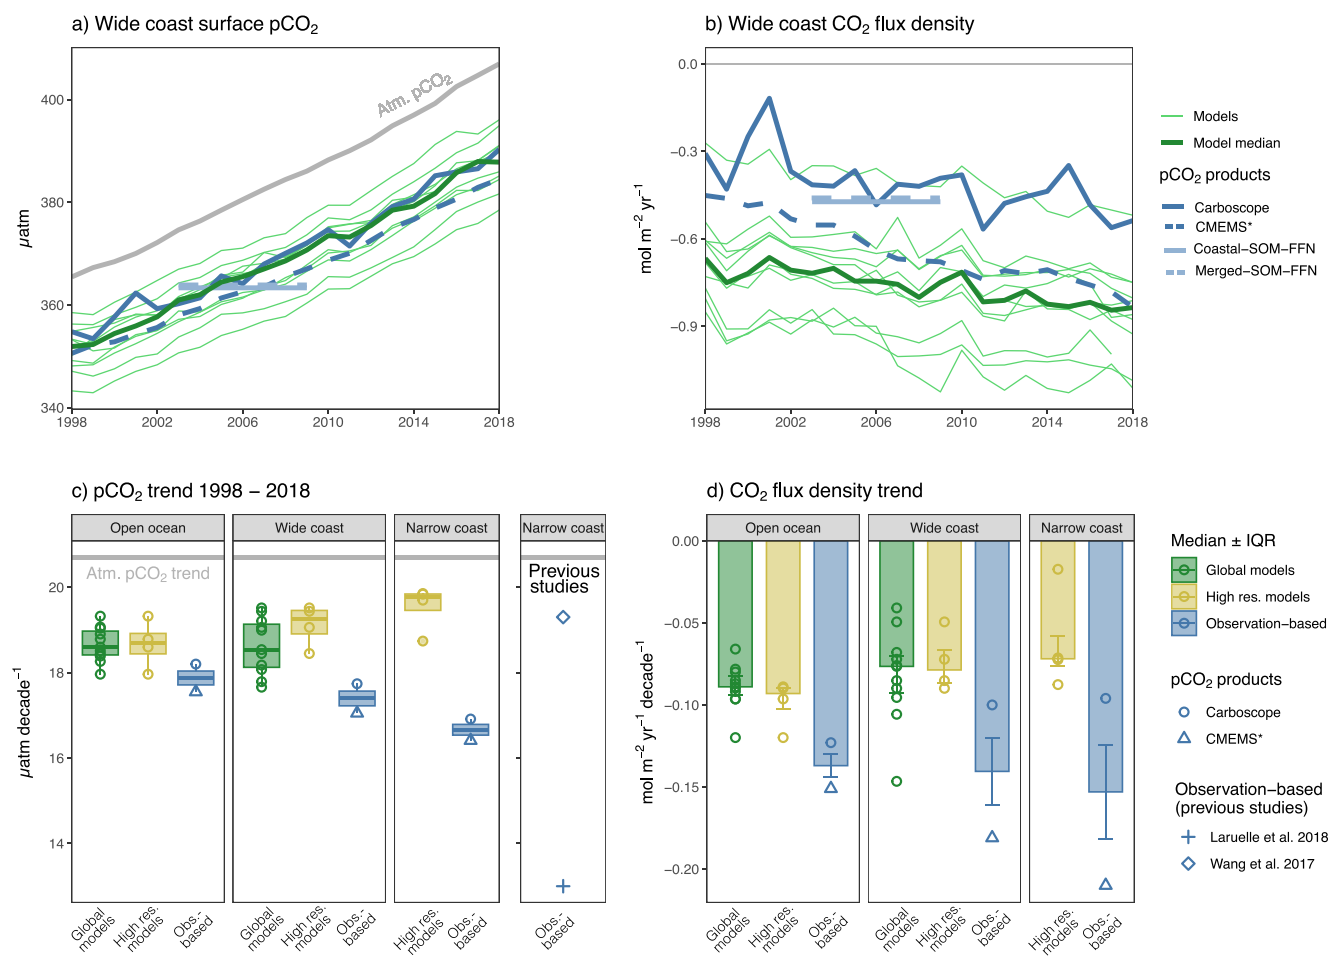 a) Wide coast surface pCO₂
b) Wide coast CO₂ flux density
400
380
360
340
µatm
Atm. pCO₂
1998
2002
2006
2010
2014
2018
0.0
−0.3
−0.6
−0.9
mol m⁻² yr⁻¹
1998
2002
2006
2010
2014
2018
Models
Model median
pCO₂ products
Carboscope
CMEMS*
Coastal−SOM−FFN
Merged−SOM−FFN
c) pCO₂ trend 1998 − 2018
Open ocean
Wide coast
Narrow coast
Narrow coast
Atm. pCO₂ trend
Previous
studies
20
18
16
14
µatm decade⁻¹
Global
models
High res.
models
Obs.-
based
Global
models
High res.
models
Obs.-
based
High res.
models
Obs.-
based
Obs.-
based
d) CO₂ flux density trend
Open ocean
Wide coast
Narrow coast
0.00
−0.05
−0.10
−0.15
−0.20
mol m⁻² yr⁻¹ decade⁻¹
Global
models
High res.
models
Obs.-
based
Global
models
High res.
models
Obs.-
based
High res.
models
Obs.-
based
Median ± IQR
Global models
High res. models
Observation−based
pCO₂ products
Carboscope
CMEMS*
Observation−based
(previous studies)
Laruelle et al. 2018
Wang et al. 2017